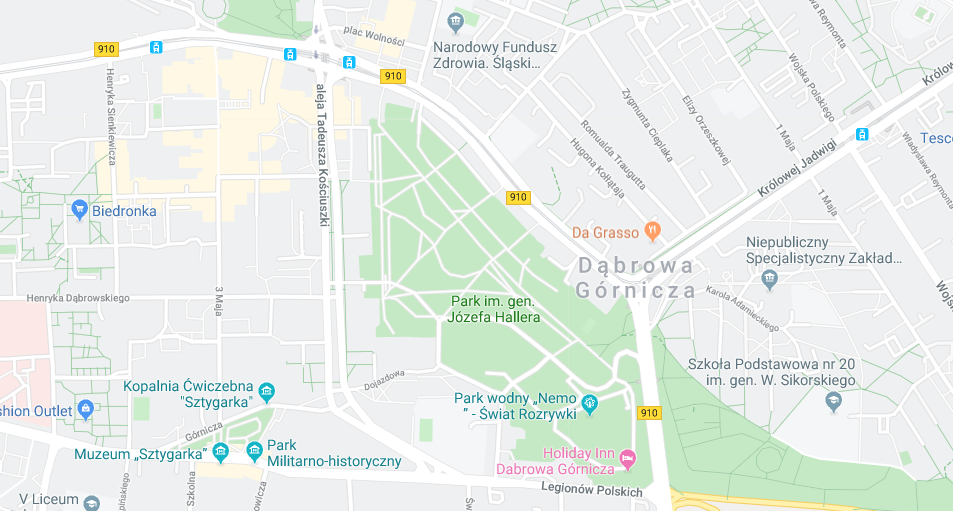 plac Wolności
Narodowy Fundusz
Zdrowia. Śląski...
910
910
Henryka Sienkiewicza
aleja Tadeusza Kościuszki
Zygmunta Cieplaka
Elizy Orzeszkowej
Wojska Polskiego
Władysława Reymonta
Romualda Traugutta
Hugona Kołłątaja
1 Maja
Królowej Jadwigi
Tesco
Władysława Reymonta
910
Biedronka
1 Maja
Da Grasso
Niepubliczny
Specjalistyczny Zakład...
Dąbrowa
Górnicza
Henryka Dąbrowskiego
3 Maja
Park im. gen.
Józefa Hallera
Karola Adamieckiego
Szkoła Podstawowa nr 20
im. gen. W. Sikorskiego
Kopalnia Ćwiczebna
"Sztygarka"
Dojazdowa
Park wodny „Nemo
” - Świat Rozrywki
910
shion Outlet
Górnicza
Muzeum „Sztygarka”
Park
Militarno-historyczny
Holiday Inn
Dabrowa Górnicza
Legionów Polskich
V Liceum
Szkolna